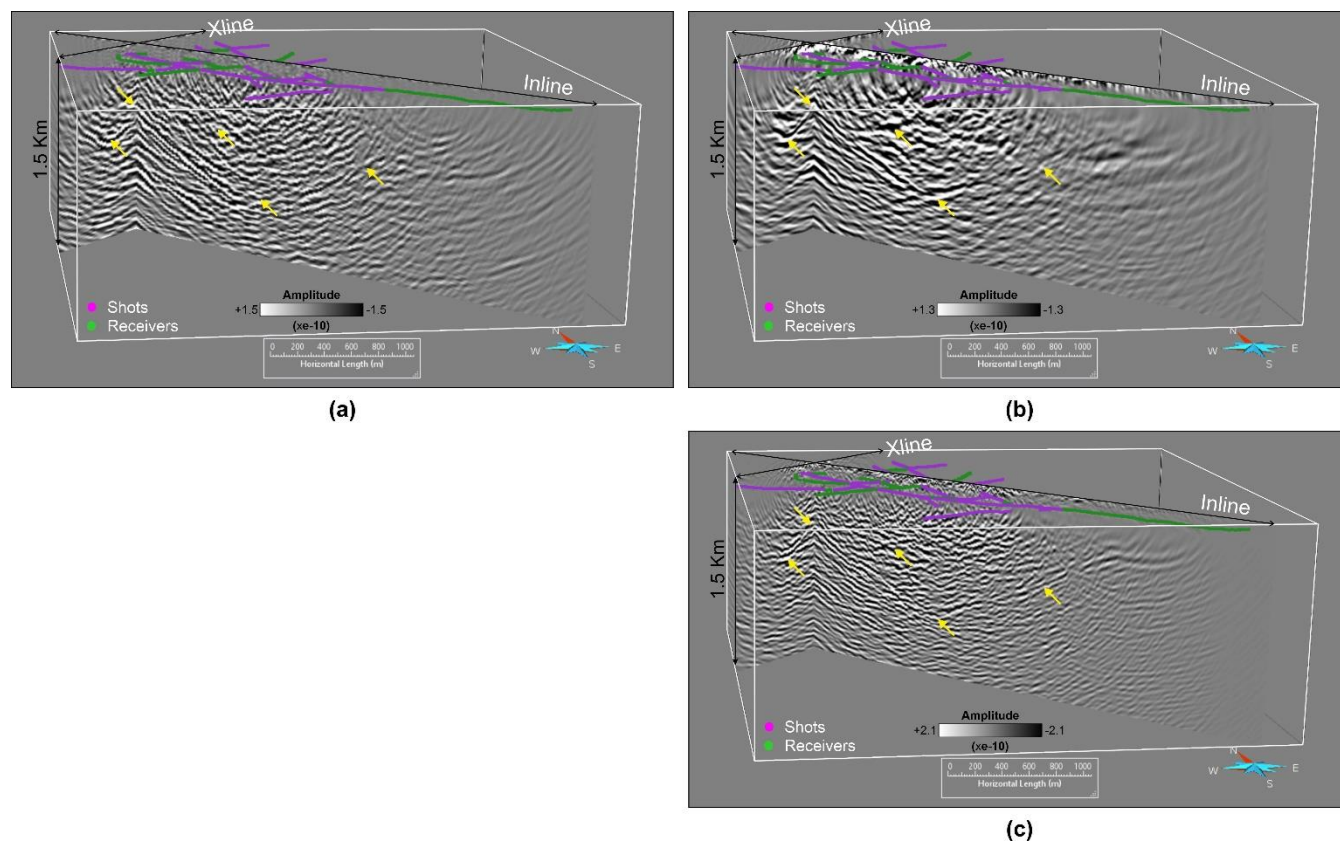 Xline
Inline
1.5 Km
Shots
Receivers
Amplitude
+1.5 -1.5
(xe-10)
0 200 400 600 800 1000
Horizontal Length (m)
N
W E
S
(a)
Xline
Inline
1.5 Km
Shots
Receivers
Amplitude
+1.3 -1.3
(xe-10)
0 200 400 600 800 1000
Horizontal Length (m)
N
W E
S
(b)
Xline
Inline
1.5 Km
Shots
Receivers
Amplitude
+2.1 -2.1
(xe-10)
0 200 400 600 800 1000
Horizontal Length (m)
N
W E
S
(c)